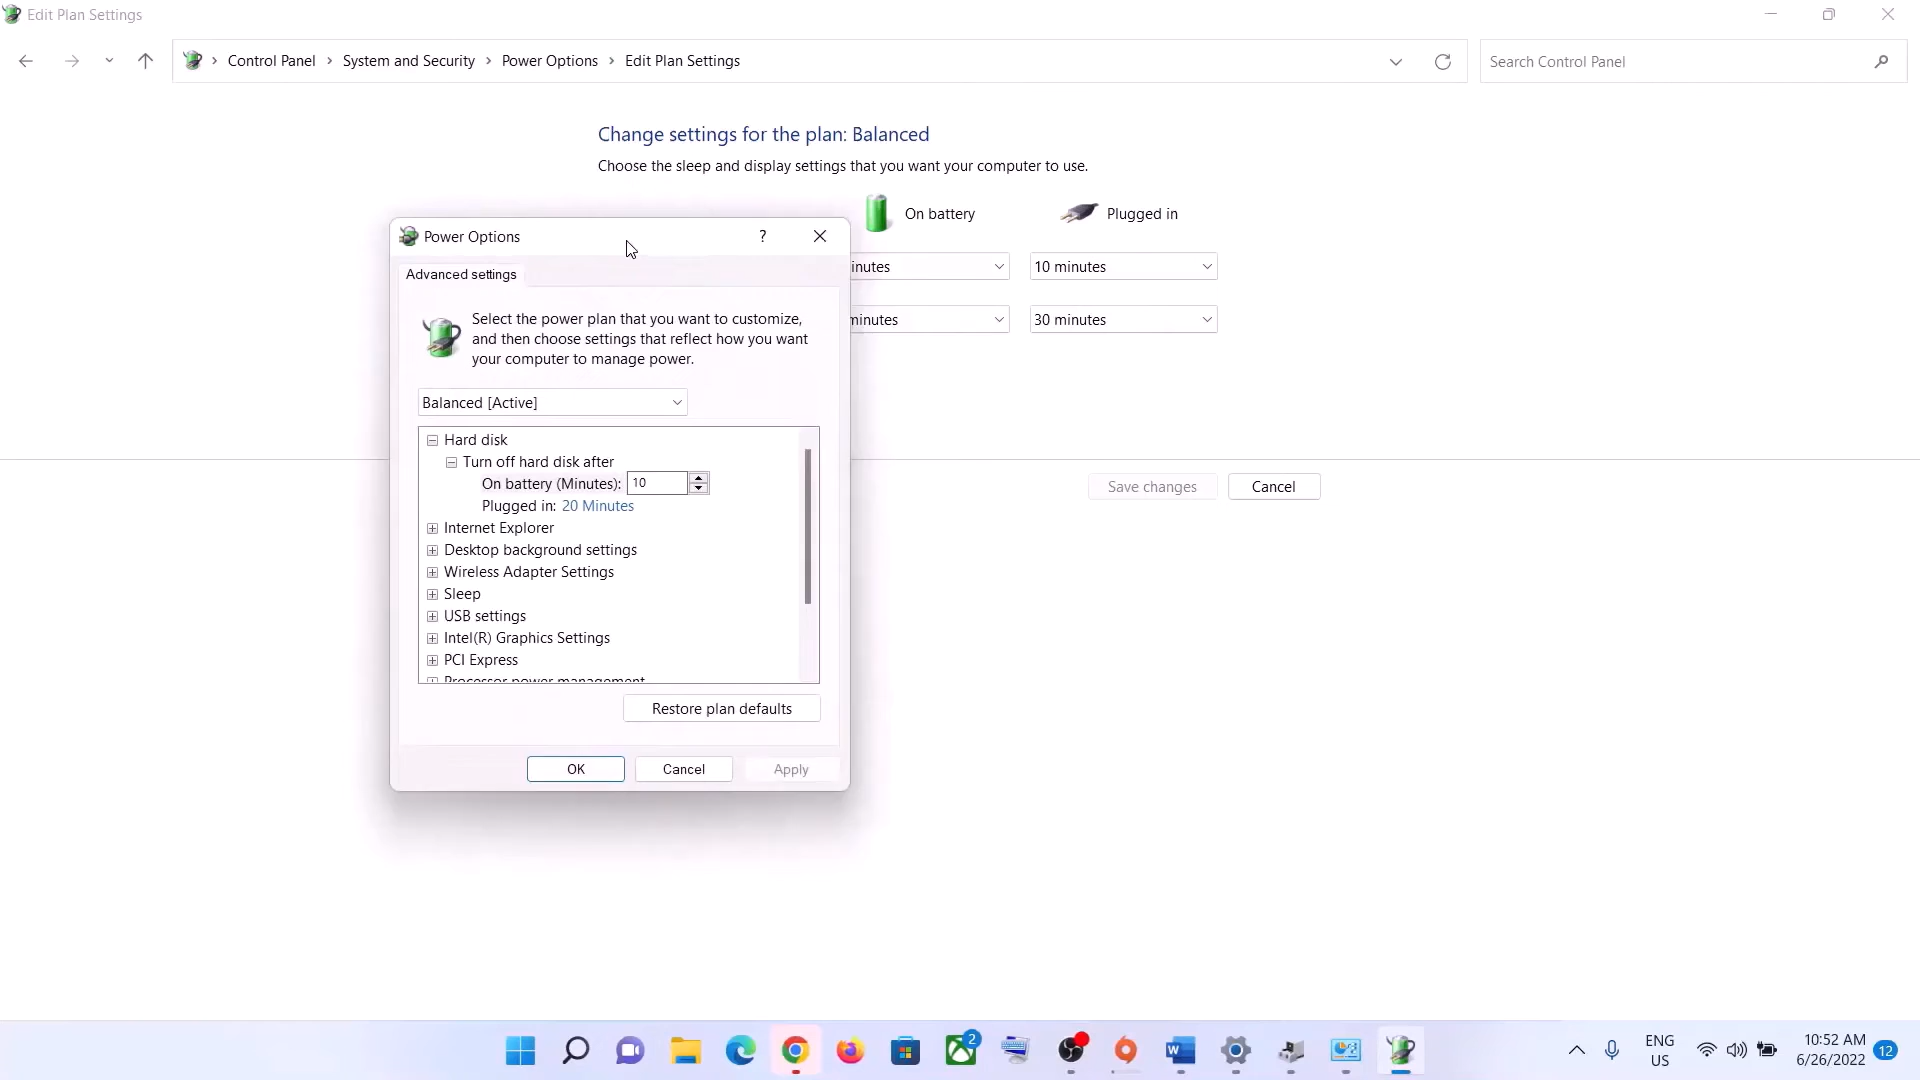 Edit Plan Settings
Control Panel > System and Security > Power Options > Edit Plan Settings
Search Control Panel
Change settings for the plan: Balanced
Choose the sleep and display settings that you want your computer to use.
On battery
Plugged in
Power Options
?
inutes
10 minutes
Advanced settings
minutes
30 minutes
Select the power plan that you want to customize,
and then choose settings that reflect how you want
your computer to manage power.
Balanced [Active]
Hard disk
Turn off hard disk after
On battery (Minutes): 10
Plugged in: 20 Minutes
Save changes
Cancel
Internet Explorer
Desktop background settings
Wireless Adapter Settings
Sleep
USB settings
Intel(R) Graphics Settings
PCI Express
Processor power management
Restore plan defaults
OK
Cancel
Apply
2
ENG
US
10:52 AM
6/26/2022
12